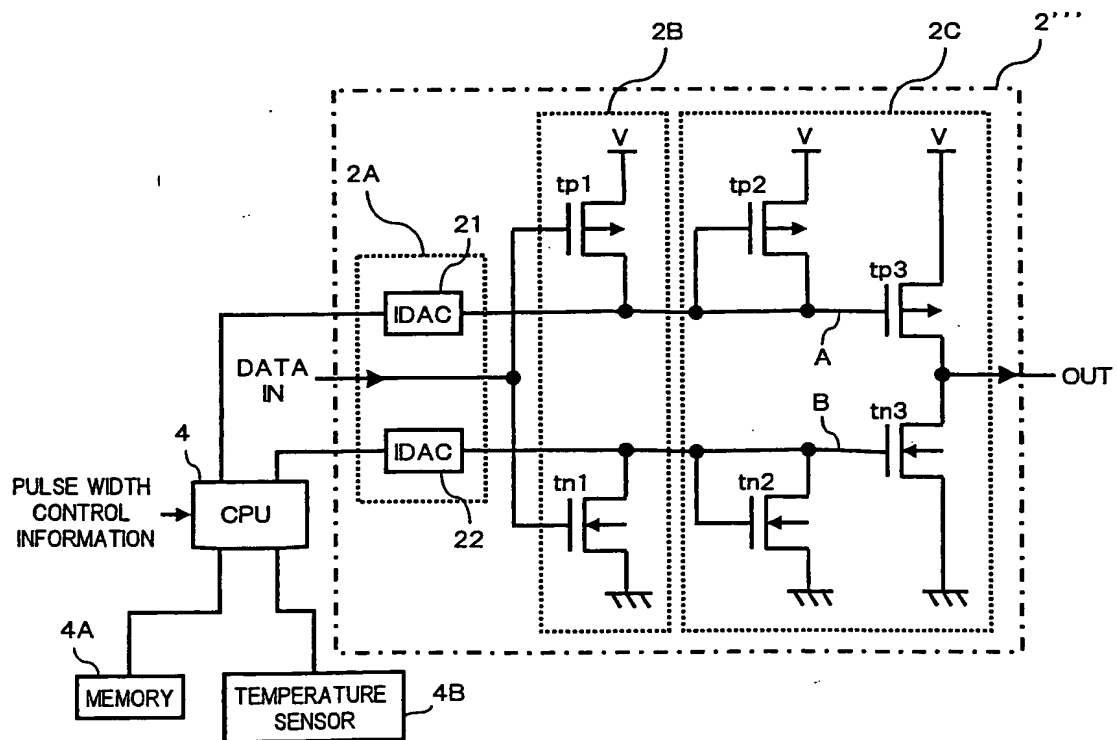 2'''
2B
2C
V
V
V
2A
tp1
tp2
21
tp3
IDAC
A
DATA
IN
OUT
B
tn3
4
IDAC
tn1
tn2
PULSE WIDTH
CONTROL
INFORMATION
CPU
22
4A
MEMORY
TEMPERATURE
SENSOR
4B